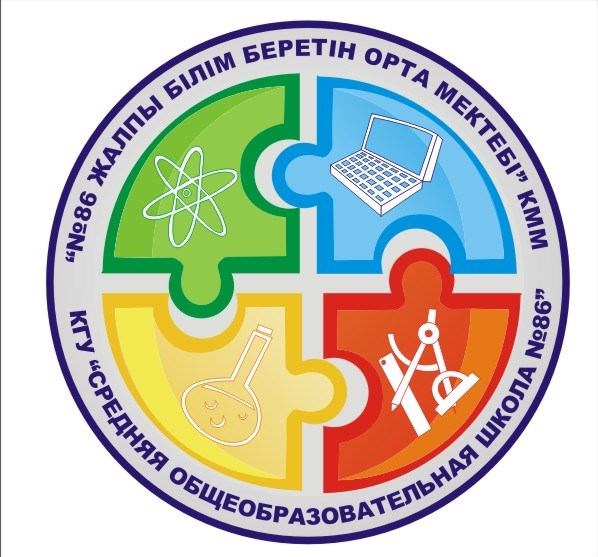 “№86 ЖАЛПЫ БІЛІМ БЕРЕТІН ОРТА МЕКТЕБІ” КММ
КГУ “СРЕДНЯЯ ОБЩЕОБРАЗОВАТЕЛЬНАЯ ШКОЛА №86”